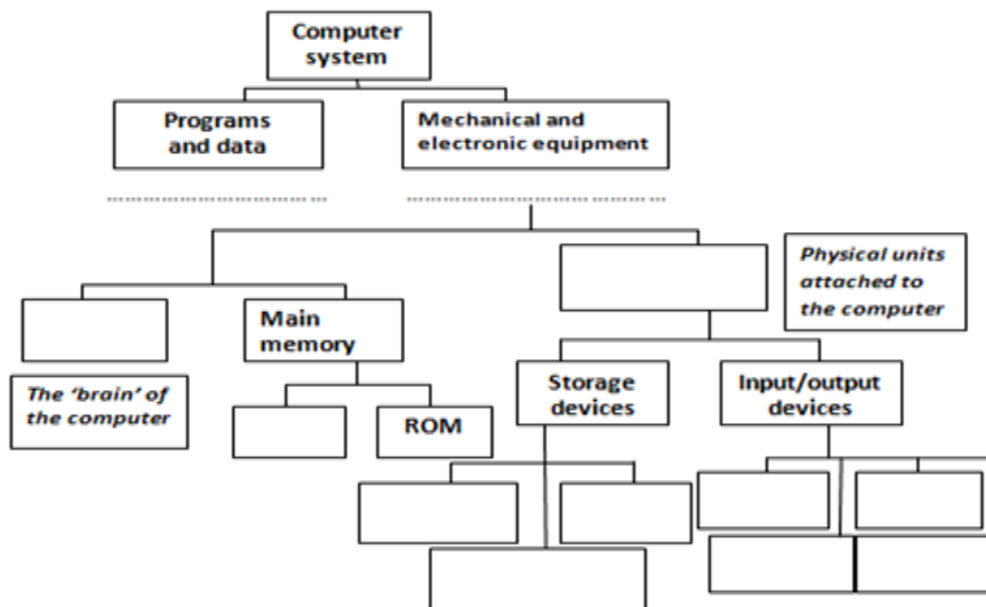 Computer
system
Programs
and data
Mechanical and
electronic equipment
.................................. ...
............................ ......... ...
Physical units
attached to
the computer
Main
memory
The ‘brain’ of
the computer
Storage
devices
Input/output
devices
ROM